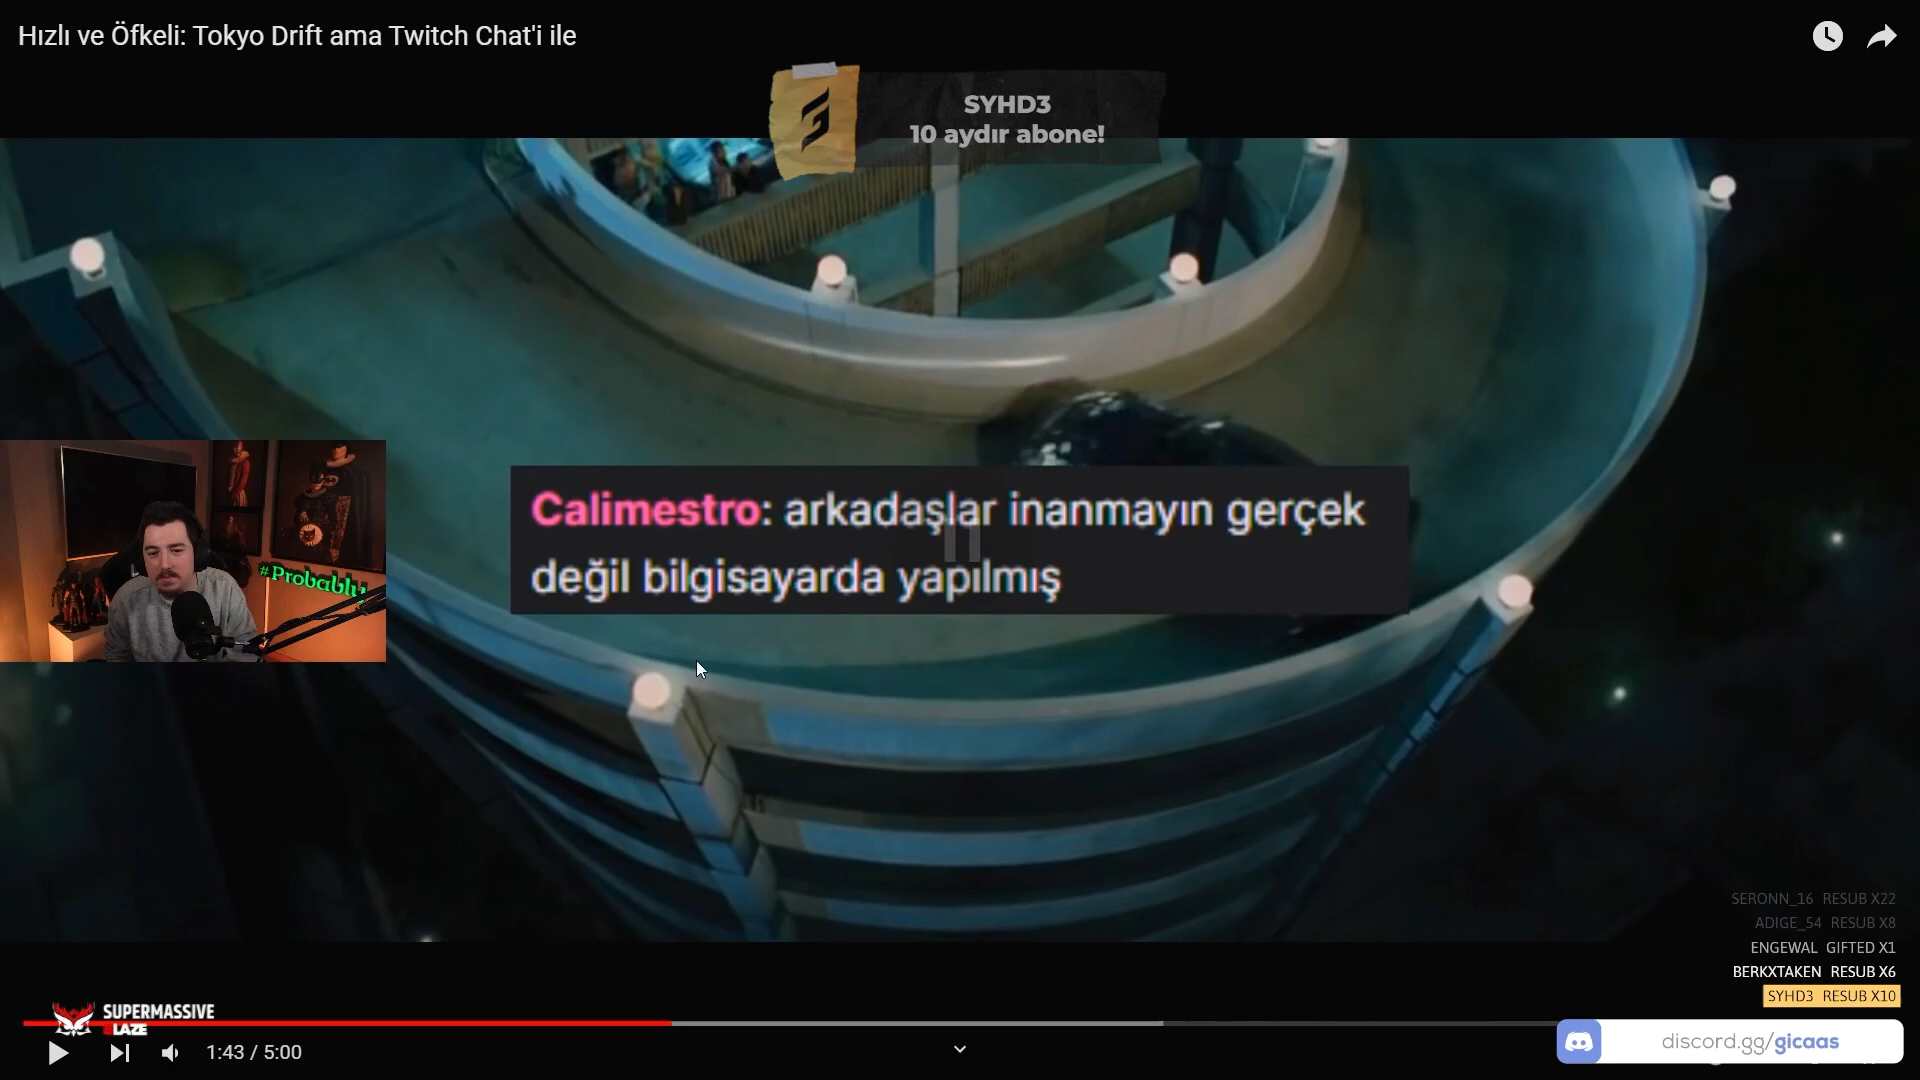 Hızlı ve Öfkeli: Tokyo Drift ama Twitch Chat'i ile
SYHD3
10 aydır abone!
Calimestro: arkadaşlar inanmayın gerçek
değil bilgisayarda yapılmış
#Probably
SERONN_16 RESUB X22
ADIGE_54 RESUB X8
ENGEWAL GIFTED X1
BERKXTAKEN RESUB X6
SYHD3 RESUB X10
SUPERMASSIVE
BLAZE
1:43 / 5:00
discord.gg/gicaas